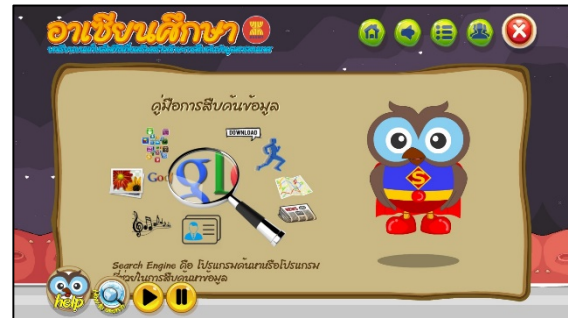 อาเซียนศึกษา
คู่มือการสืบค้นข้อมูล
DOWNLOAD
Goo
gl
S
Search Engine คือ โปรแกรมค้นหาหรือโปรแกรม
ที่ช่วยในการสืบค้นหาข้อมูล
help